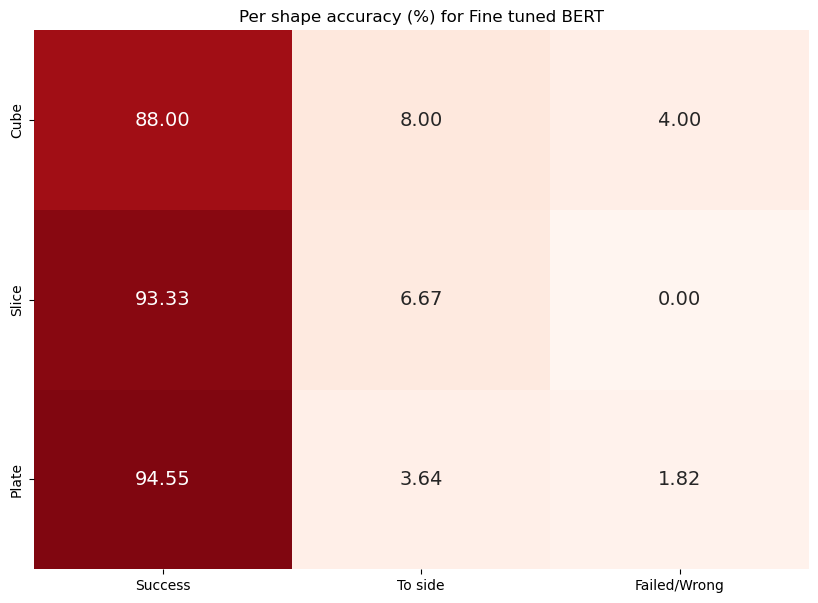 Per shape accuracy (%) for Fine tuned BERT
Cube 88.00 8.00 4.00
Slice 93.33 6.67 0.00
Plate 94.55 3.64 1.82
Success To side Failed/Wrong